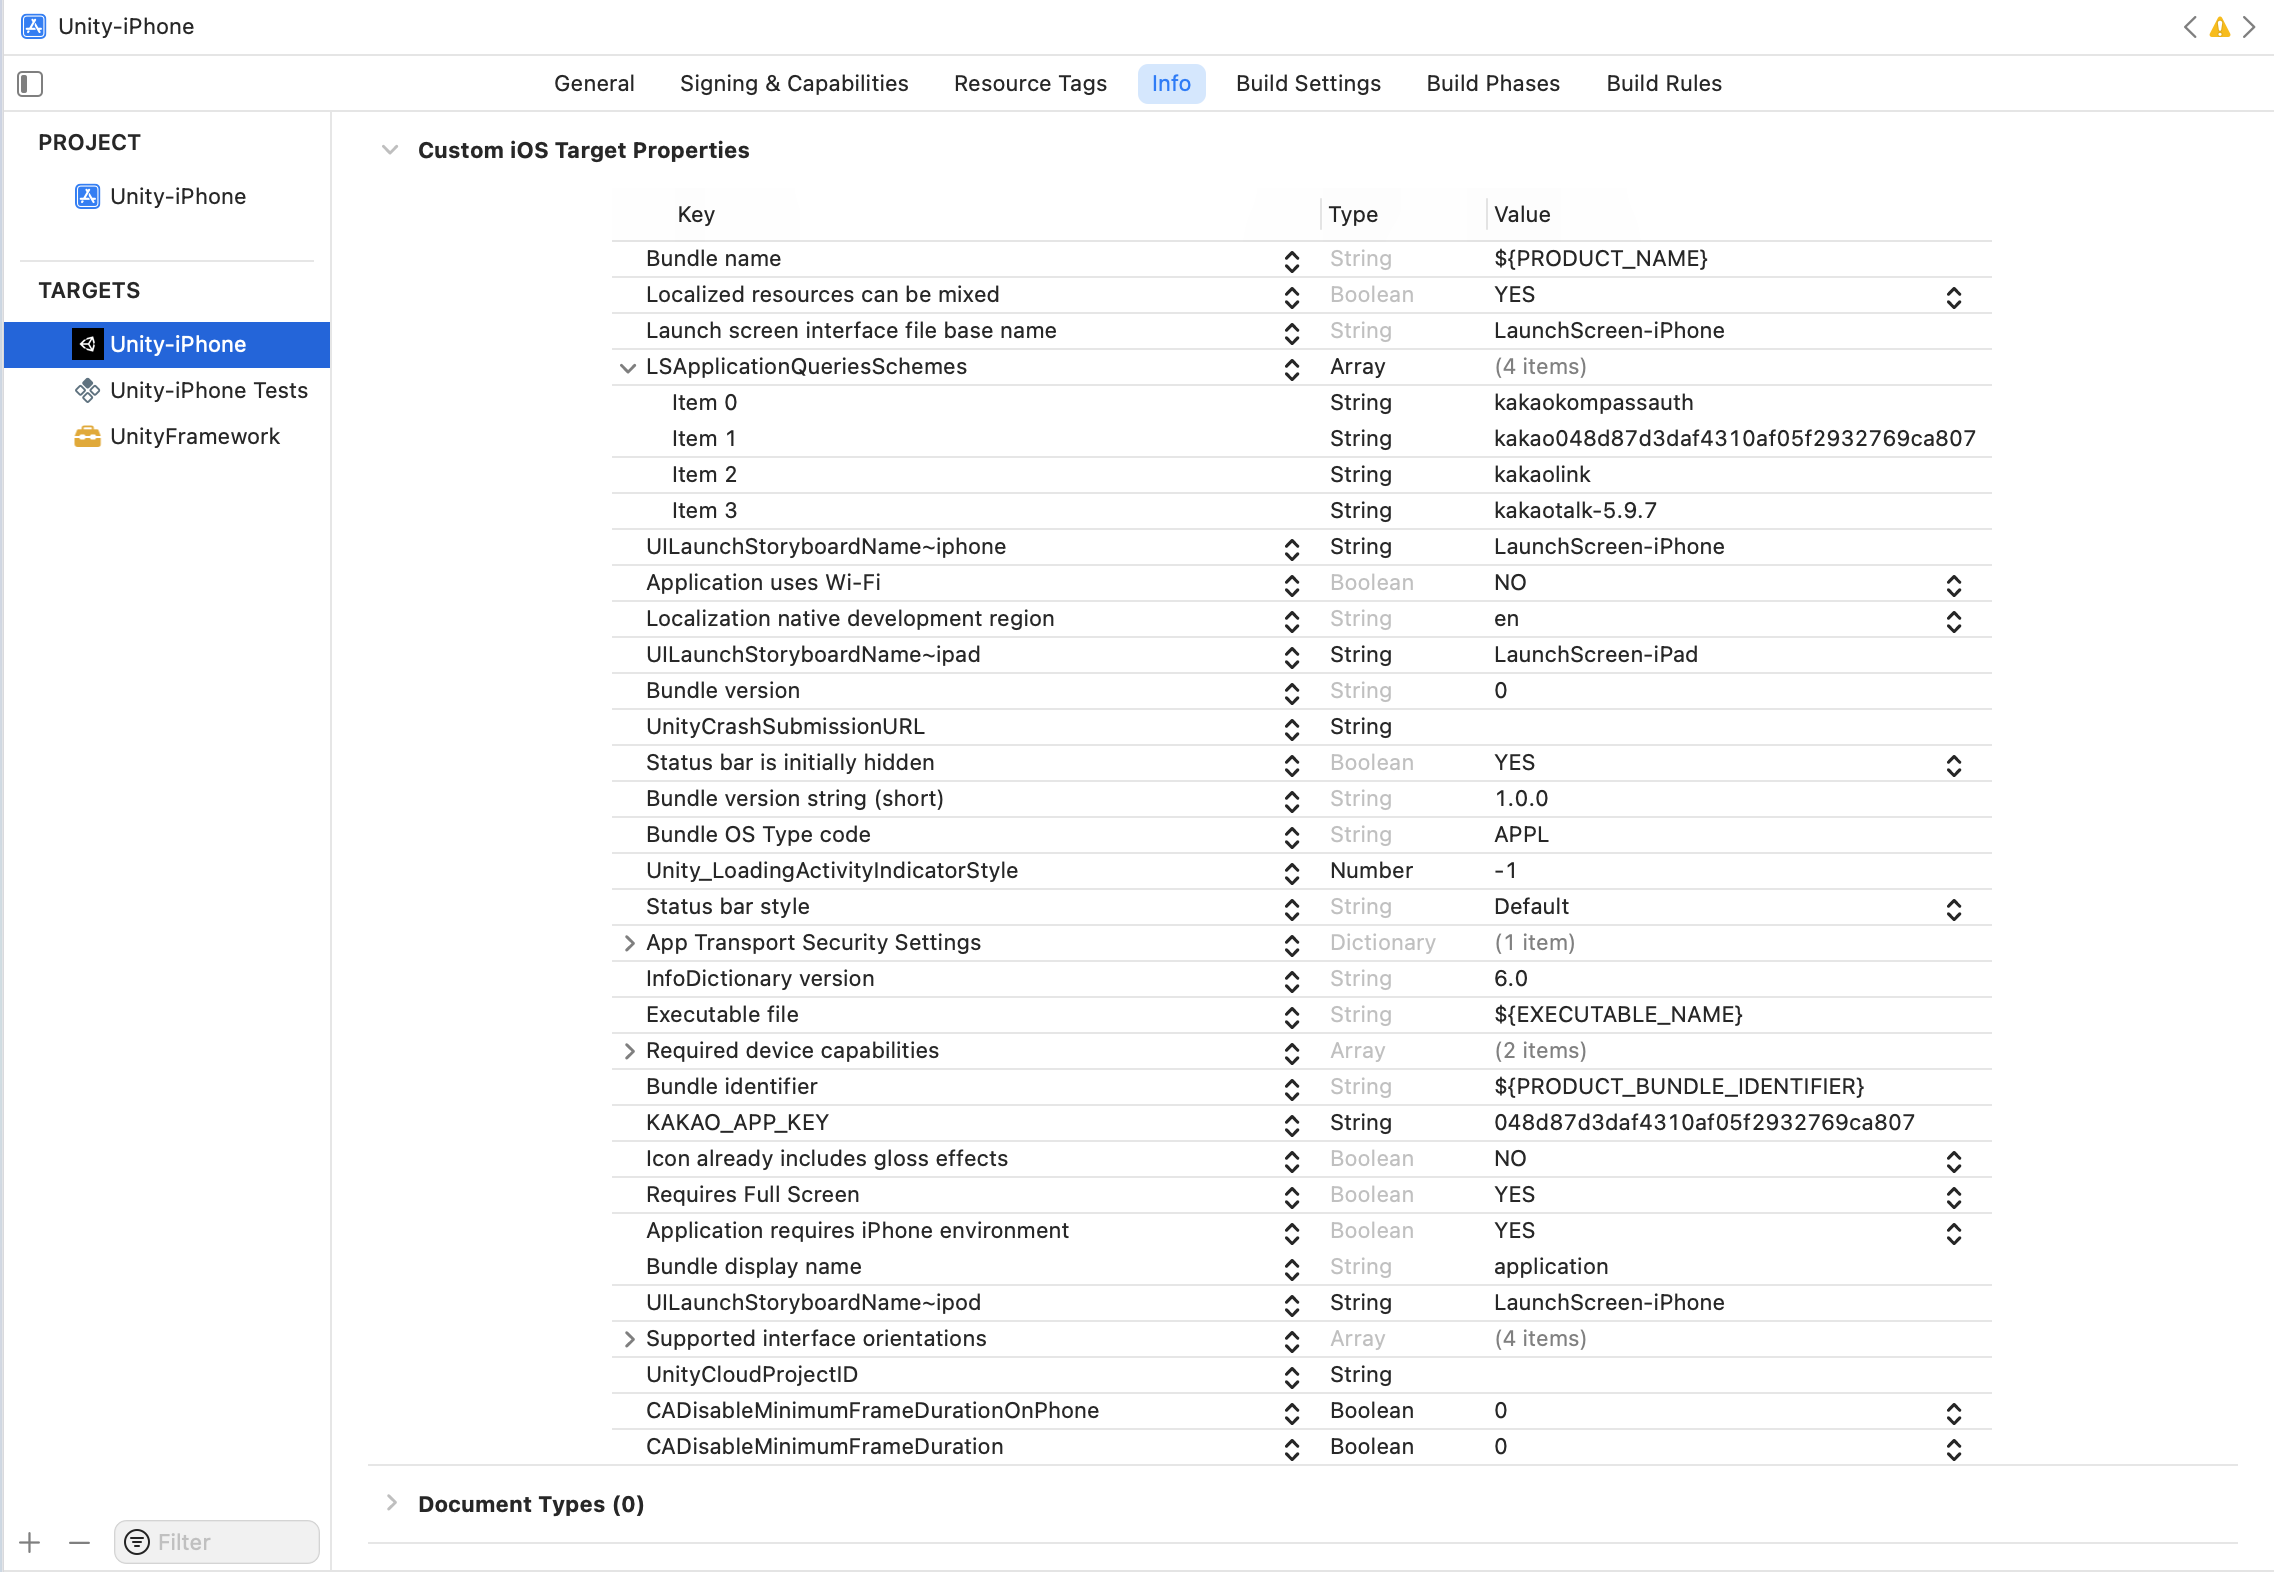 Unity-iPhone
General Signing & Capabilities Resource Tags Info Build Settings Build Phases Build Rules
PROJECT
Unity-iPhone
TARGETS
Unity-iPhone
Unity-iPhone Tests
UnityFramework
Filter
Custom iOS Target Properties
Key Type Value
Bundle name String ${PRODUCT_NAME}
Localized resources can be mixed Boolean YES
Launch screen interface file base name String LaunchScreen-iPhone
LSApplicationQueriesSchemes Array (4 items)
Item 0 String kakaokompassauth
Item 1 String kakao048d87d3daf4310af05f2932769ca807
Item 2 String kakaolink
Item 3 String kakaotalk-5.9.7
UILaunchStoryboardName~iphone String LaunchScreen-iPhone
Application uses Wi-Fi Boolean NO
Localization native development region String en
UILaunchStoryboardName~ipad String LaunchScreen-iPad
Bundle version String 0
UnityCrashSubmissionURL String
Status bar is initially hidden Boolean YES
Bundle version string (short) String 1.0.0
Bundle OS Type code String APPL
Unity_LoadingActivityIndicatorStyle Number -1
Status bar style String Default
App Transport Security Settings Dictionary (1 item)
InfoDictionary version String 6.0
Executable file String ${EXECUTABLE_NAME}
Required device capabilities Array (2 items)
Bundle identifier String ${PRODUCT_BUNDLE_IDENTIFIER}
KAKAO_APP_KEY String 048d87d3daf4310af05f2932769ca807
Icon already includes gloss effects Boolean NO
Requires Full Screen Boolean YES
Application requires iPhone environment Boolean YES
Bundle display name String application
UILaunchStoryboardName~ipod String LaunchScreen-iPhone
Supported interface orientations Array (4 items)
UnityCloudProjectID String
CADisableMinimumFrameDurationOnPhone Boolean 0
CADisableMinimumFrameDuration Boolean 0
Document Types (0)